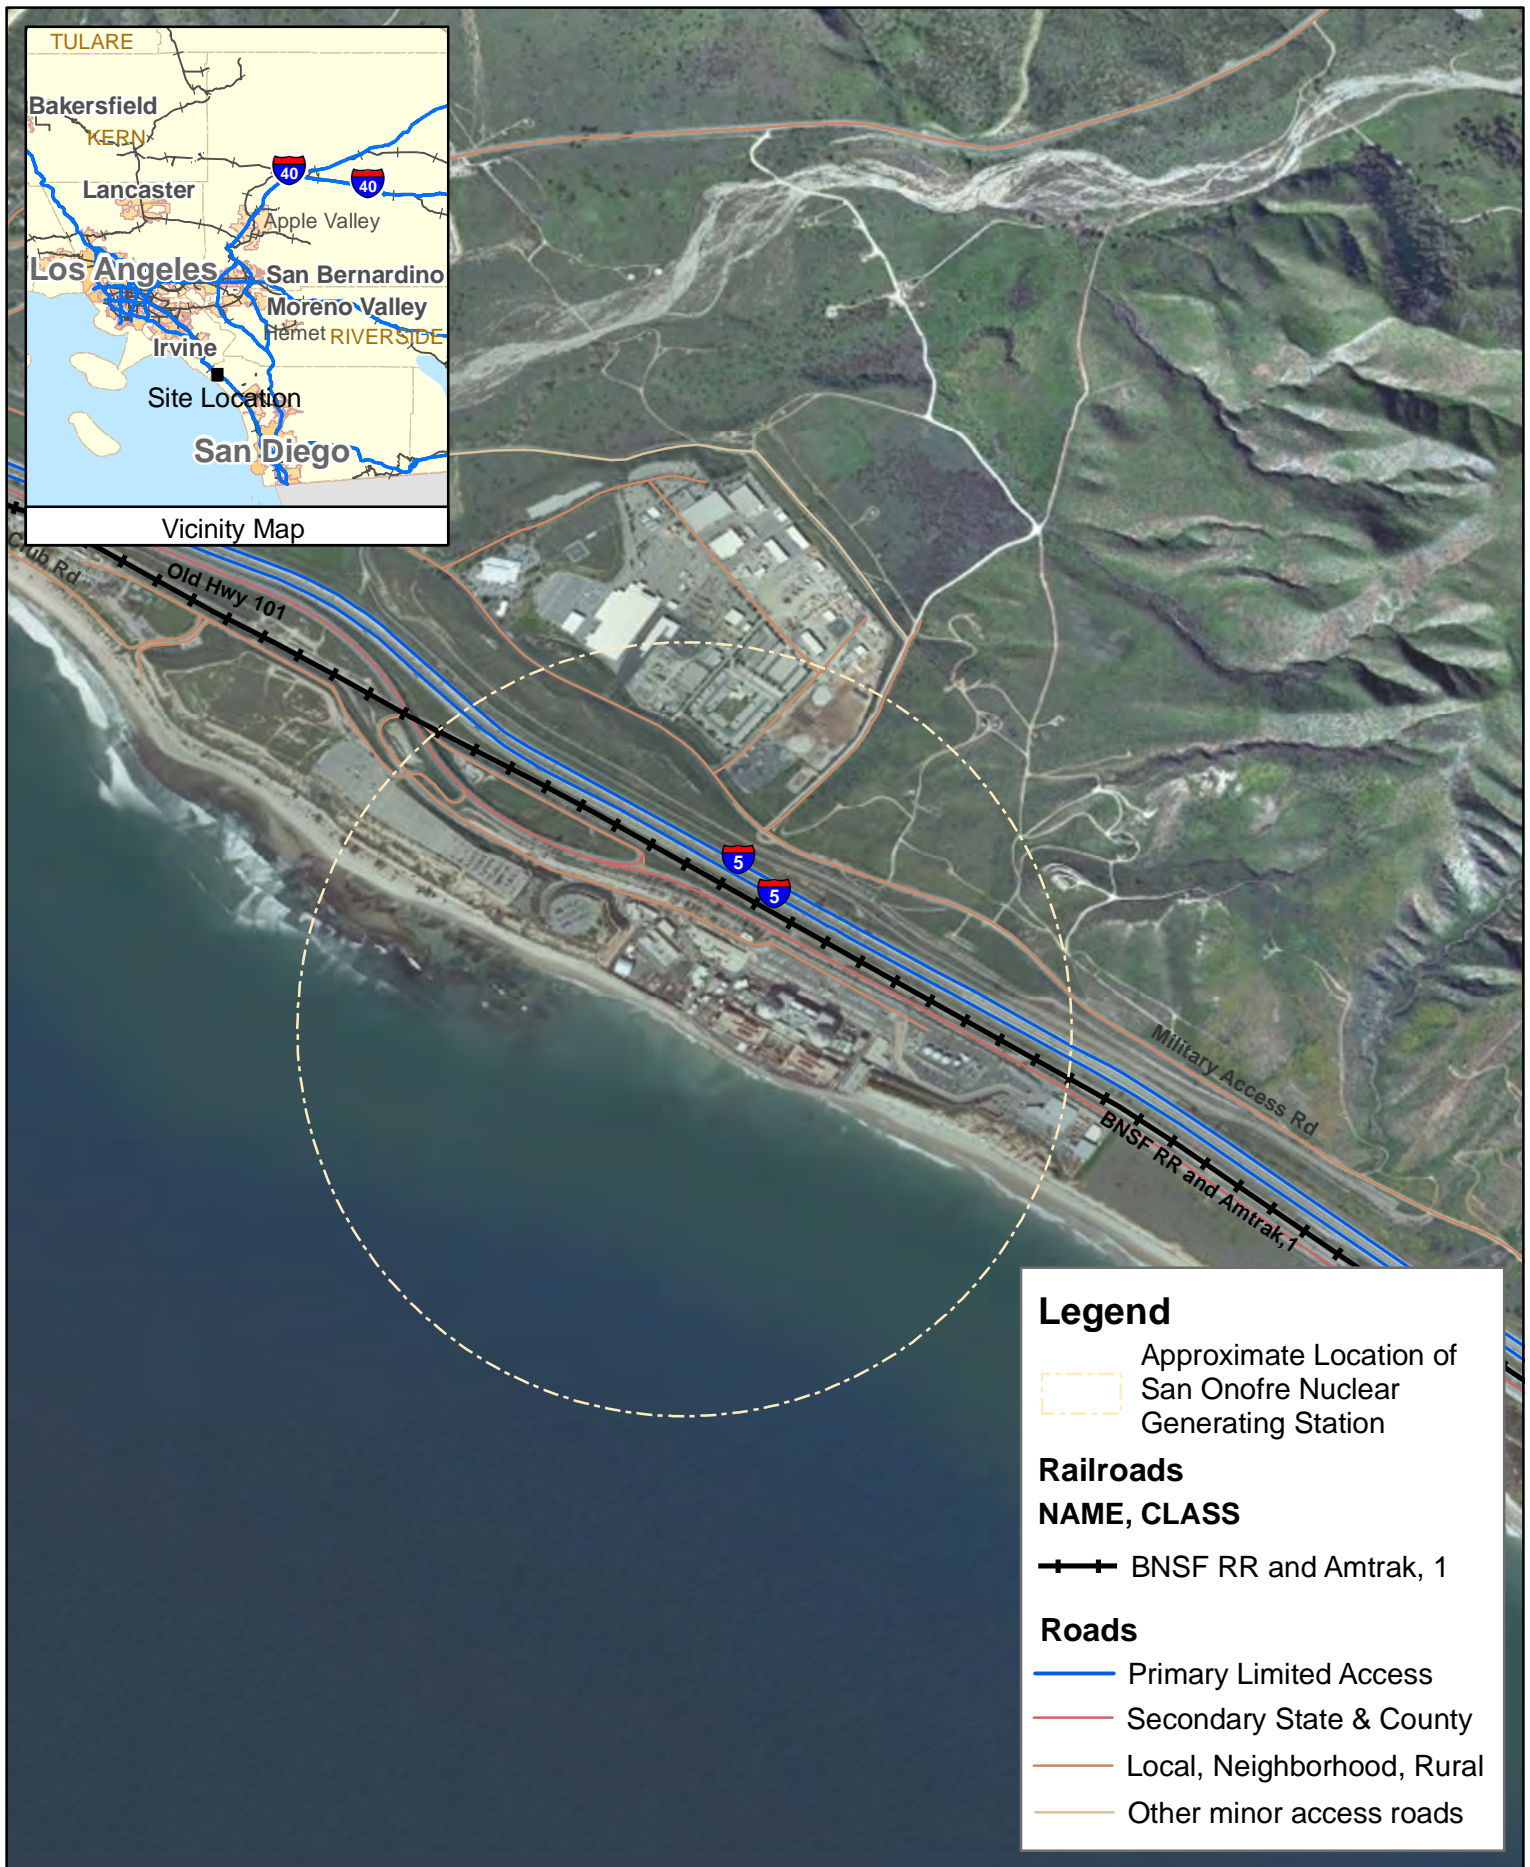 TULARE
Bakersfield
KERN
40
40
Lancaster
Apple Valley
Los Angeles
San Bernardino
Moreno Valley
Hemet RIVERSIDE
Irvine
Site Location
San Diego
Vicinity Map
Club Rd
Old Hwy 101
5
5
Military Access Rd
BNSF RR and Amtrak,1
Legend
Approximate Location of
San Onofre Nuclear
Generating Station
Railroads
NAME, CLASS
BNSF RR and Amtrak, 1
Roads
Primary Limited Access
Secondary State & County
Local, Neighborhood, Rural
Other minor access roads